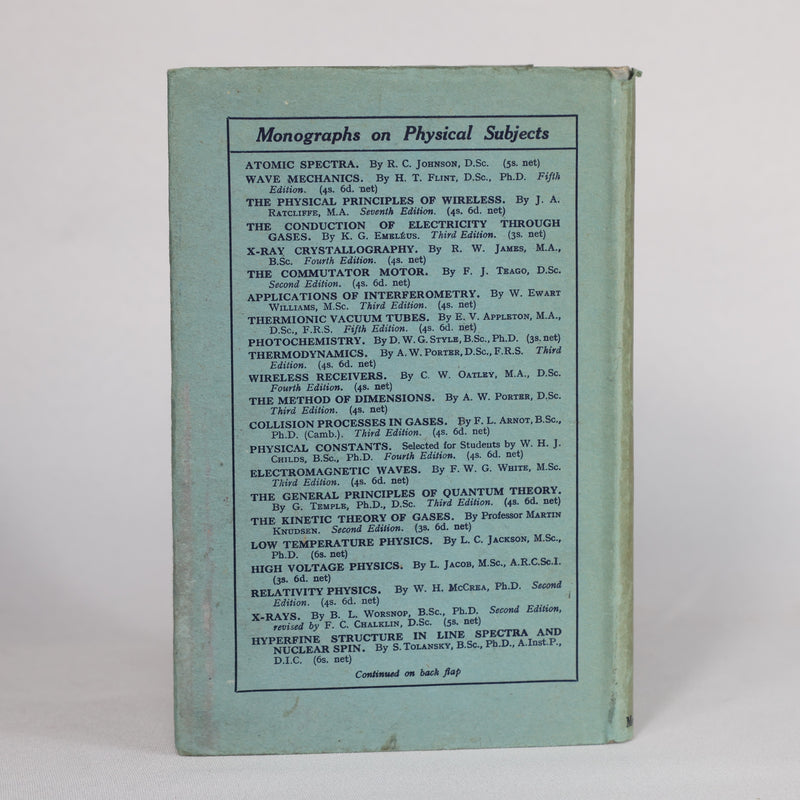 Monographs on Physical Subjects
ATOMIC SPECTRA. By R. C. JOHNSON, D.Sc. (5s. net)
WAVE MECHANICS. By H. T. FLINT, D.Sc., Ph.D. Fifth
Edition. (4s. 6d. net)
THE PHYSICAL PRINCIPLES OF WIRELESS. By J. A.
RATCLIFFE, M.A. Seventh Edition. (4s. 6d. net)
THE CONDUCTION OF ELECTRICITY THROUGH
GASES. By K. G. EMELÉUS. Third Edition. (3s. net)
X-RAY CRYSTALLOGRAPHY. By R. W. JAMES, M.A.,
B.Sc. Fourth Edition. (4s. net)
THE COMMUTATOR MOTOR. By F. J. TEAGO, D.Sc.
Second Edition. (4s. 6d. net)
APPLICATIONS OF INTERFEROMETRY. By W. EWART
WILLIAMS, M.Sc. Third Edition. (4s. net)
THERMIONIC VACUUM TUBES. By E. V. APPLETON, M.A.,
D.Sc., F.R.S. Fifth Edition. (4s. 6d. net)
PHOTOCHEMISTRY. By D. W. G. STYLE, B.Sc., Ph.D. (3s. net)
THERMODYNAMICS. By A. W. PORTER, D.Sc., F.R.S. Third
Edition. (4s. 6d. net)
WIRELESS RECEIVERS. By C. W. OATLEY, M.A., D.Sc.
Fourth Edition. (4s. net)
THE METHOD OF DIMENSIONS. By A. W. PORTER, D.Sc.
Third Edition. (4s. net)
COLLISION PROCESSES IN GASES. By F. L. ARNOT, B.Sc.,
Ph.D. (Camb.). Third Edition. (4s. 6d. net)
PHYSICAL CONSTANTS. Selected for Students by W. H. J.
CHILDS, B.Sc., Ph.D. Fourth Edition. (4s. 6d. net)
ELECTROMAGNETIC WAVES. By F. W. G. WHITE, M.Sc.
Third Edition. (4s. 6d. net)
THE GENERAL PRINCIPLES OF QUANTUM THEORY.
By G. TEMPLE, Ph.D., D.Sc. Third Edition. (4s. 6d. net)
THE KINETIC THEORY OF GASES. By Professor MARTIN
KNUDSEN. Second Edition. (3s. 6d. net)
LOW TEMPERATURE PHYSICS. By L. C. JACKSON, M.Sc.,
Ph.D. (6s. net)
HIGH VOLTAGE PHYSICS. By L. JACOB, M.Sc., A.R.C.Sc.I.
(3s. 6d. net)
RELATIVITY PHYSICS. By W. H. MCCREA, Ph.D. Second
Edition. (4s. 6d. net)
X-RAYS. By B. L. WORSNOP, B.Sc., Ph.D. Second Edition,
revised by F. C. CHALKLIN, D.Sc. (5s. net)
HYPERFINE STRUCTURE IN LINE SPECTRA AND
NUCLEAR SPIN. By S. TOLANSKY, B.Sc., Ph.D., A.Inst.P.,
D.I.C. (6s. net)
Continued on back flap